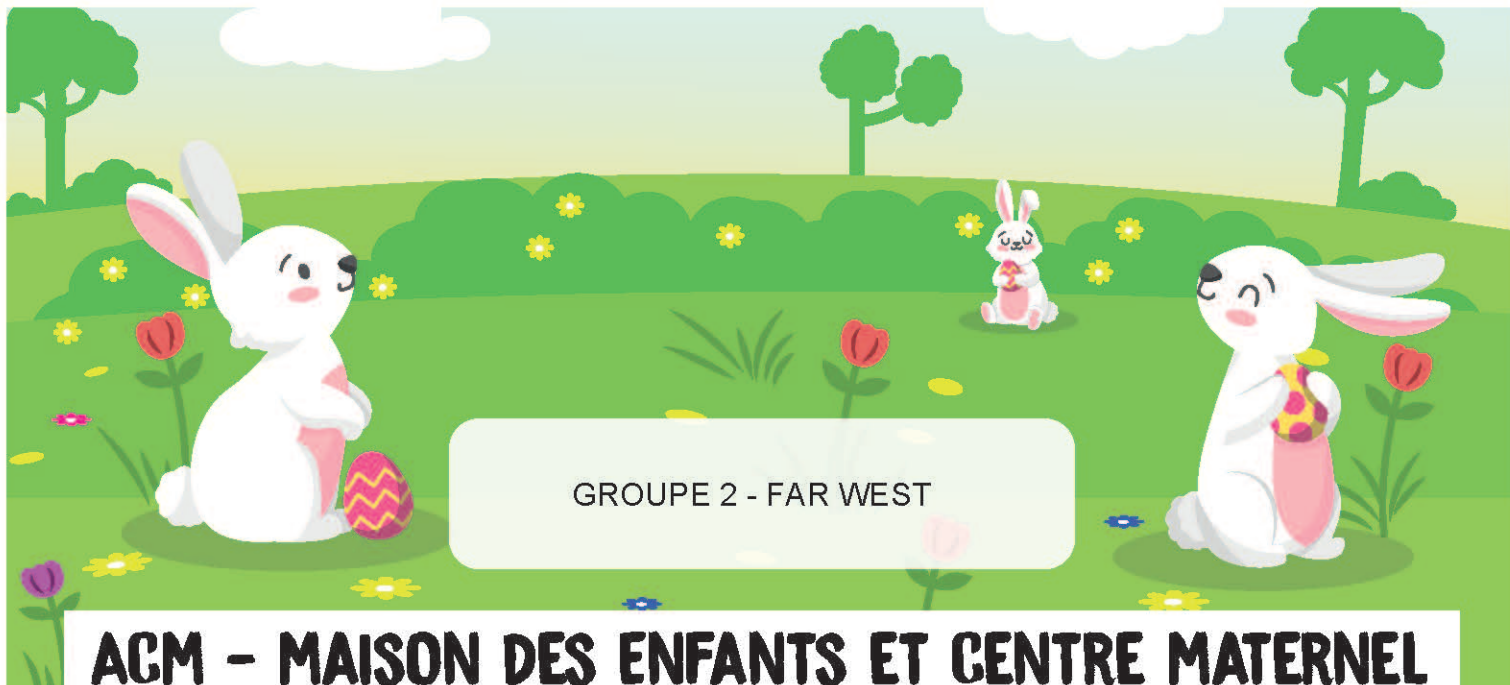 GROUPE 2 - FAR WEST
ACM - MAISON DES ENFANTS ET CENTRE MATERNEL